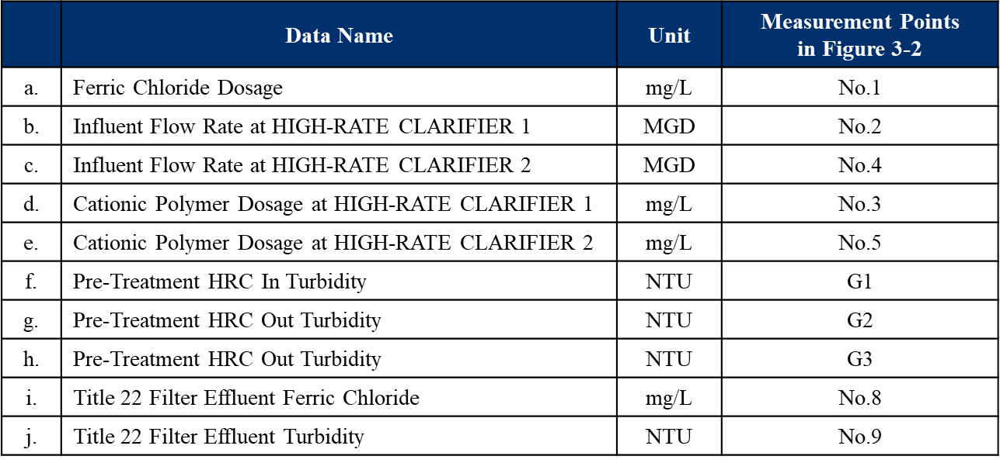 Data Name Unit Measurement Points
in Figure 3-2
a. Ferric Chloride Dosage mg/L No.1
b. Influent Flow Rate at HIGH-RATE CLARIFIER 1 MGD No.2
c. Influent Flow Rate at HIGH-RATE CLARIFIER 2 MGD No.4
d. Cationic Polymer Dosage at HIGH-RATE CLARIFIER 1 mg/L No.3
e. Cationic Polymer Dosage at HIGH-RATE CLARIFIER 2 mg/L No.5
f. Pre-Treatment HRC In Turbidity NTU G1
g. Pre-Treatment HRC Out Turbidity NTU G2
h. Pre-Treatment HRC Out Turbidity NTU G3
i. Title 22 Filter Effluent Ferric Chloride mg/L No.8
j. Title 22 Filter Effluent Turbidity NTU No.9